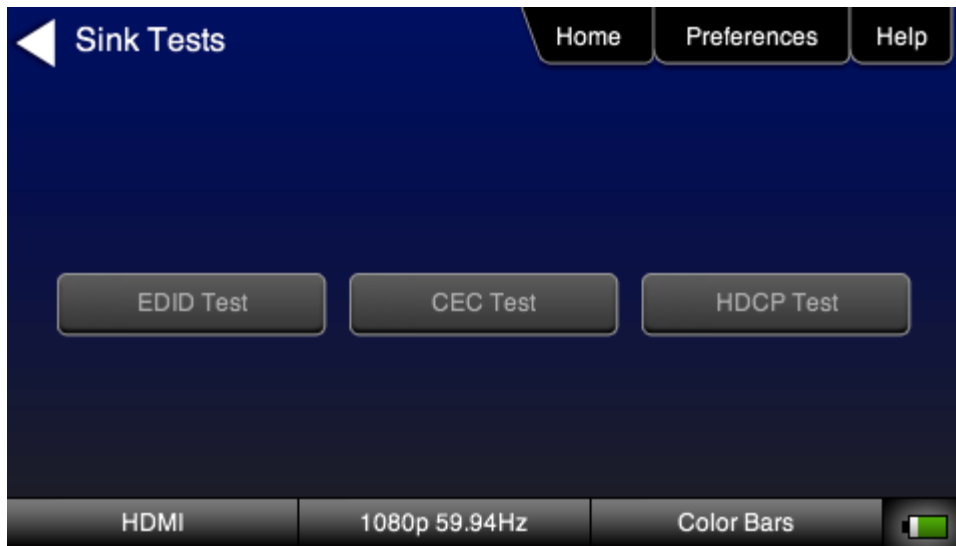 Sink Tests
Home
Preferences
Help
EDID Test
CEC Test
HDCP Test
HDMI
1080p 59.94Hz
Color Bars